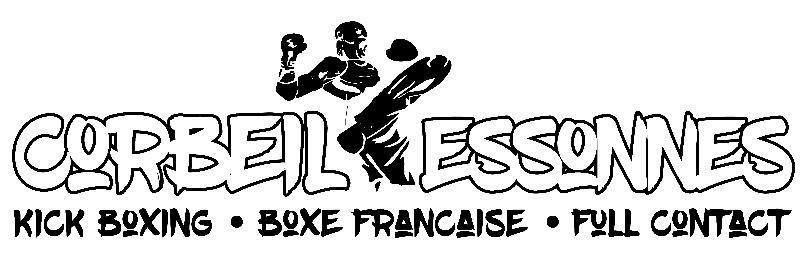 CORBEIL ESSONNES
KICK BOXING • BOXE FRANCAISE • FULL CONTACT